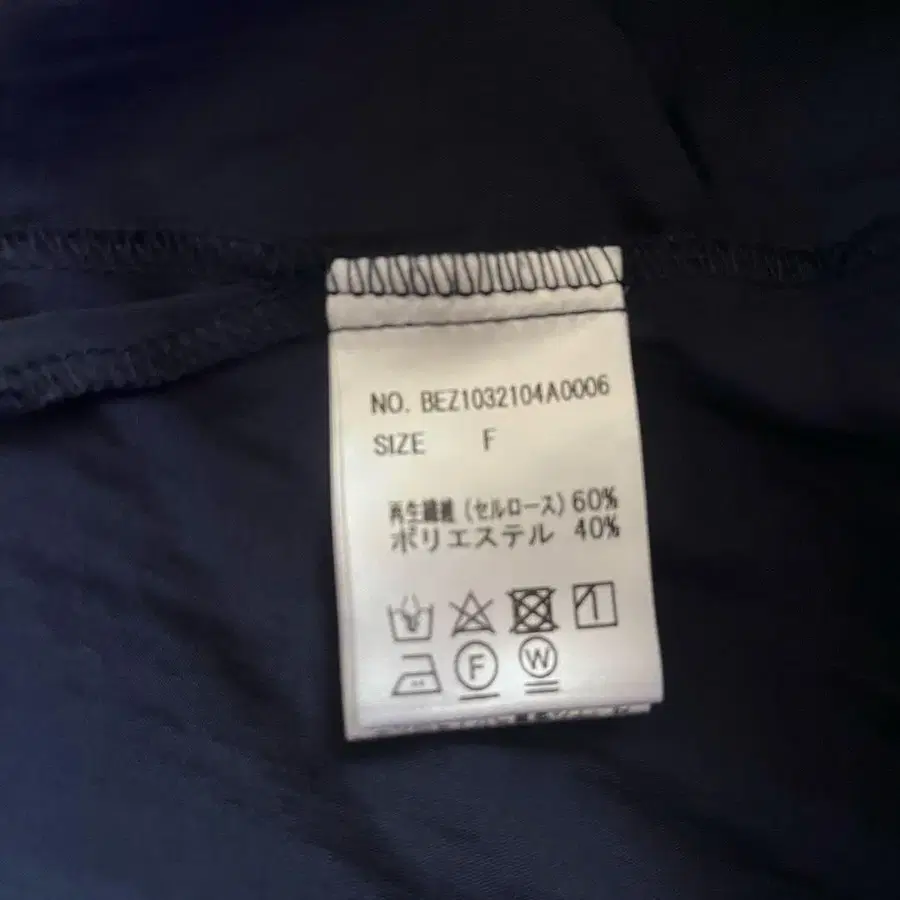 NO. BEZ1032104A0006
SIZE F
再生繊維 (セルロース) 60%
ポリエステル 40%
F W